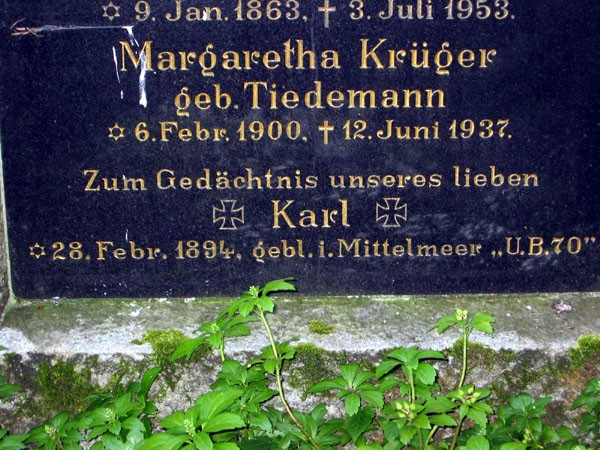 ✡ 9. Jan. 1863, ✝ 3. Juli 1953.
Margaretha Krüger
geb. Tiedemann
✡ 6. Febr. 1900, ✝ 12. Juni 1937.
Zum Gedächtnis unseres lieben
Karl
✡ 28. Febr. 1894, gebl. i. Mittelmeer „U.B.70”